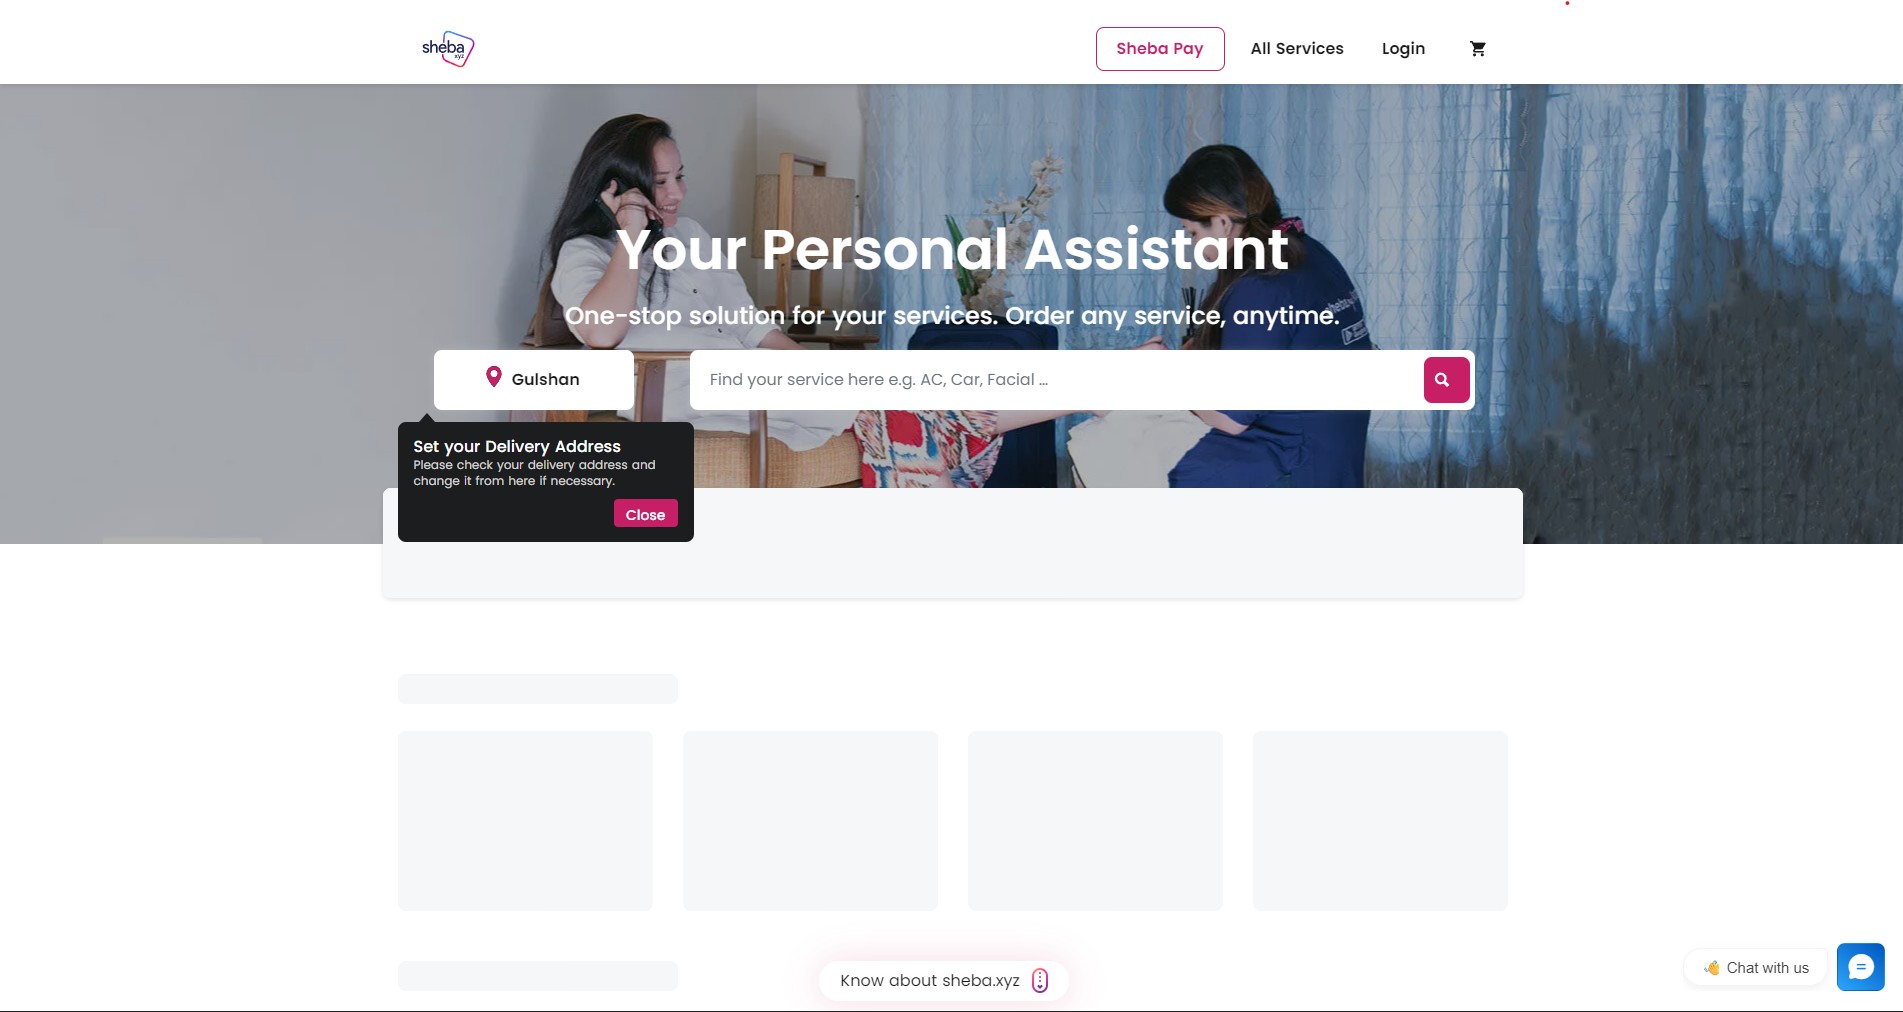 sheba
xyz
Sheba Pay
All Services
Login
Your Personal Assistant
One-stop solution for your services. Order any service, anytime.
Gulshan
Find your service here e.g. AC, Car, Facial ...
Set your Delivery Address
Please check your delivery address and
change it from here if necessary.
Close
Know about sheba.xyz
👋 Chat with us